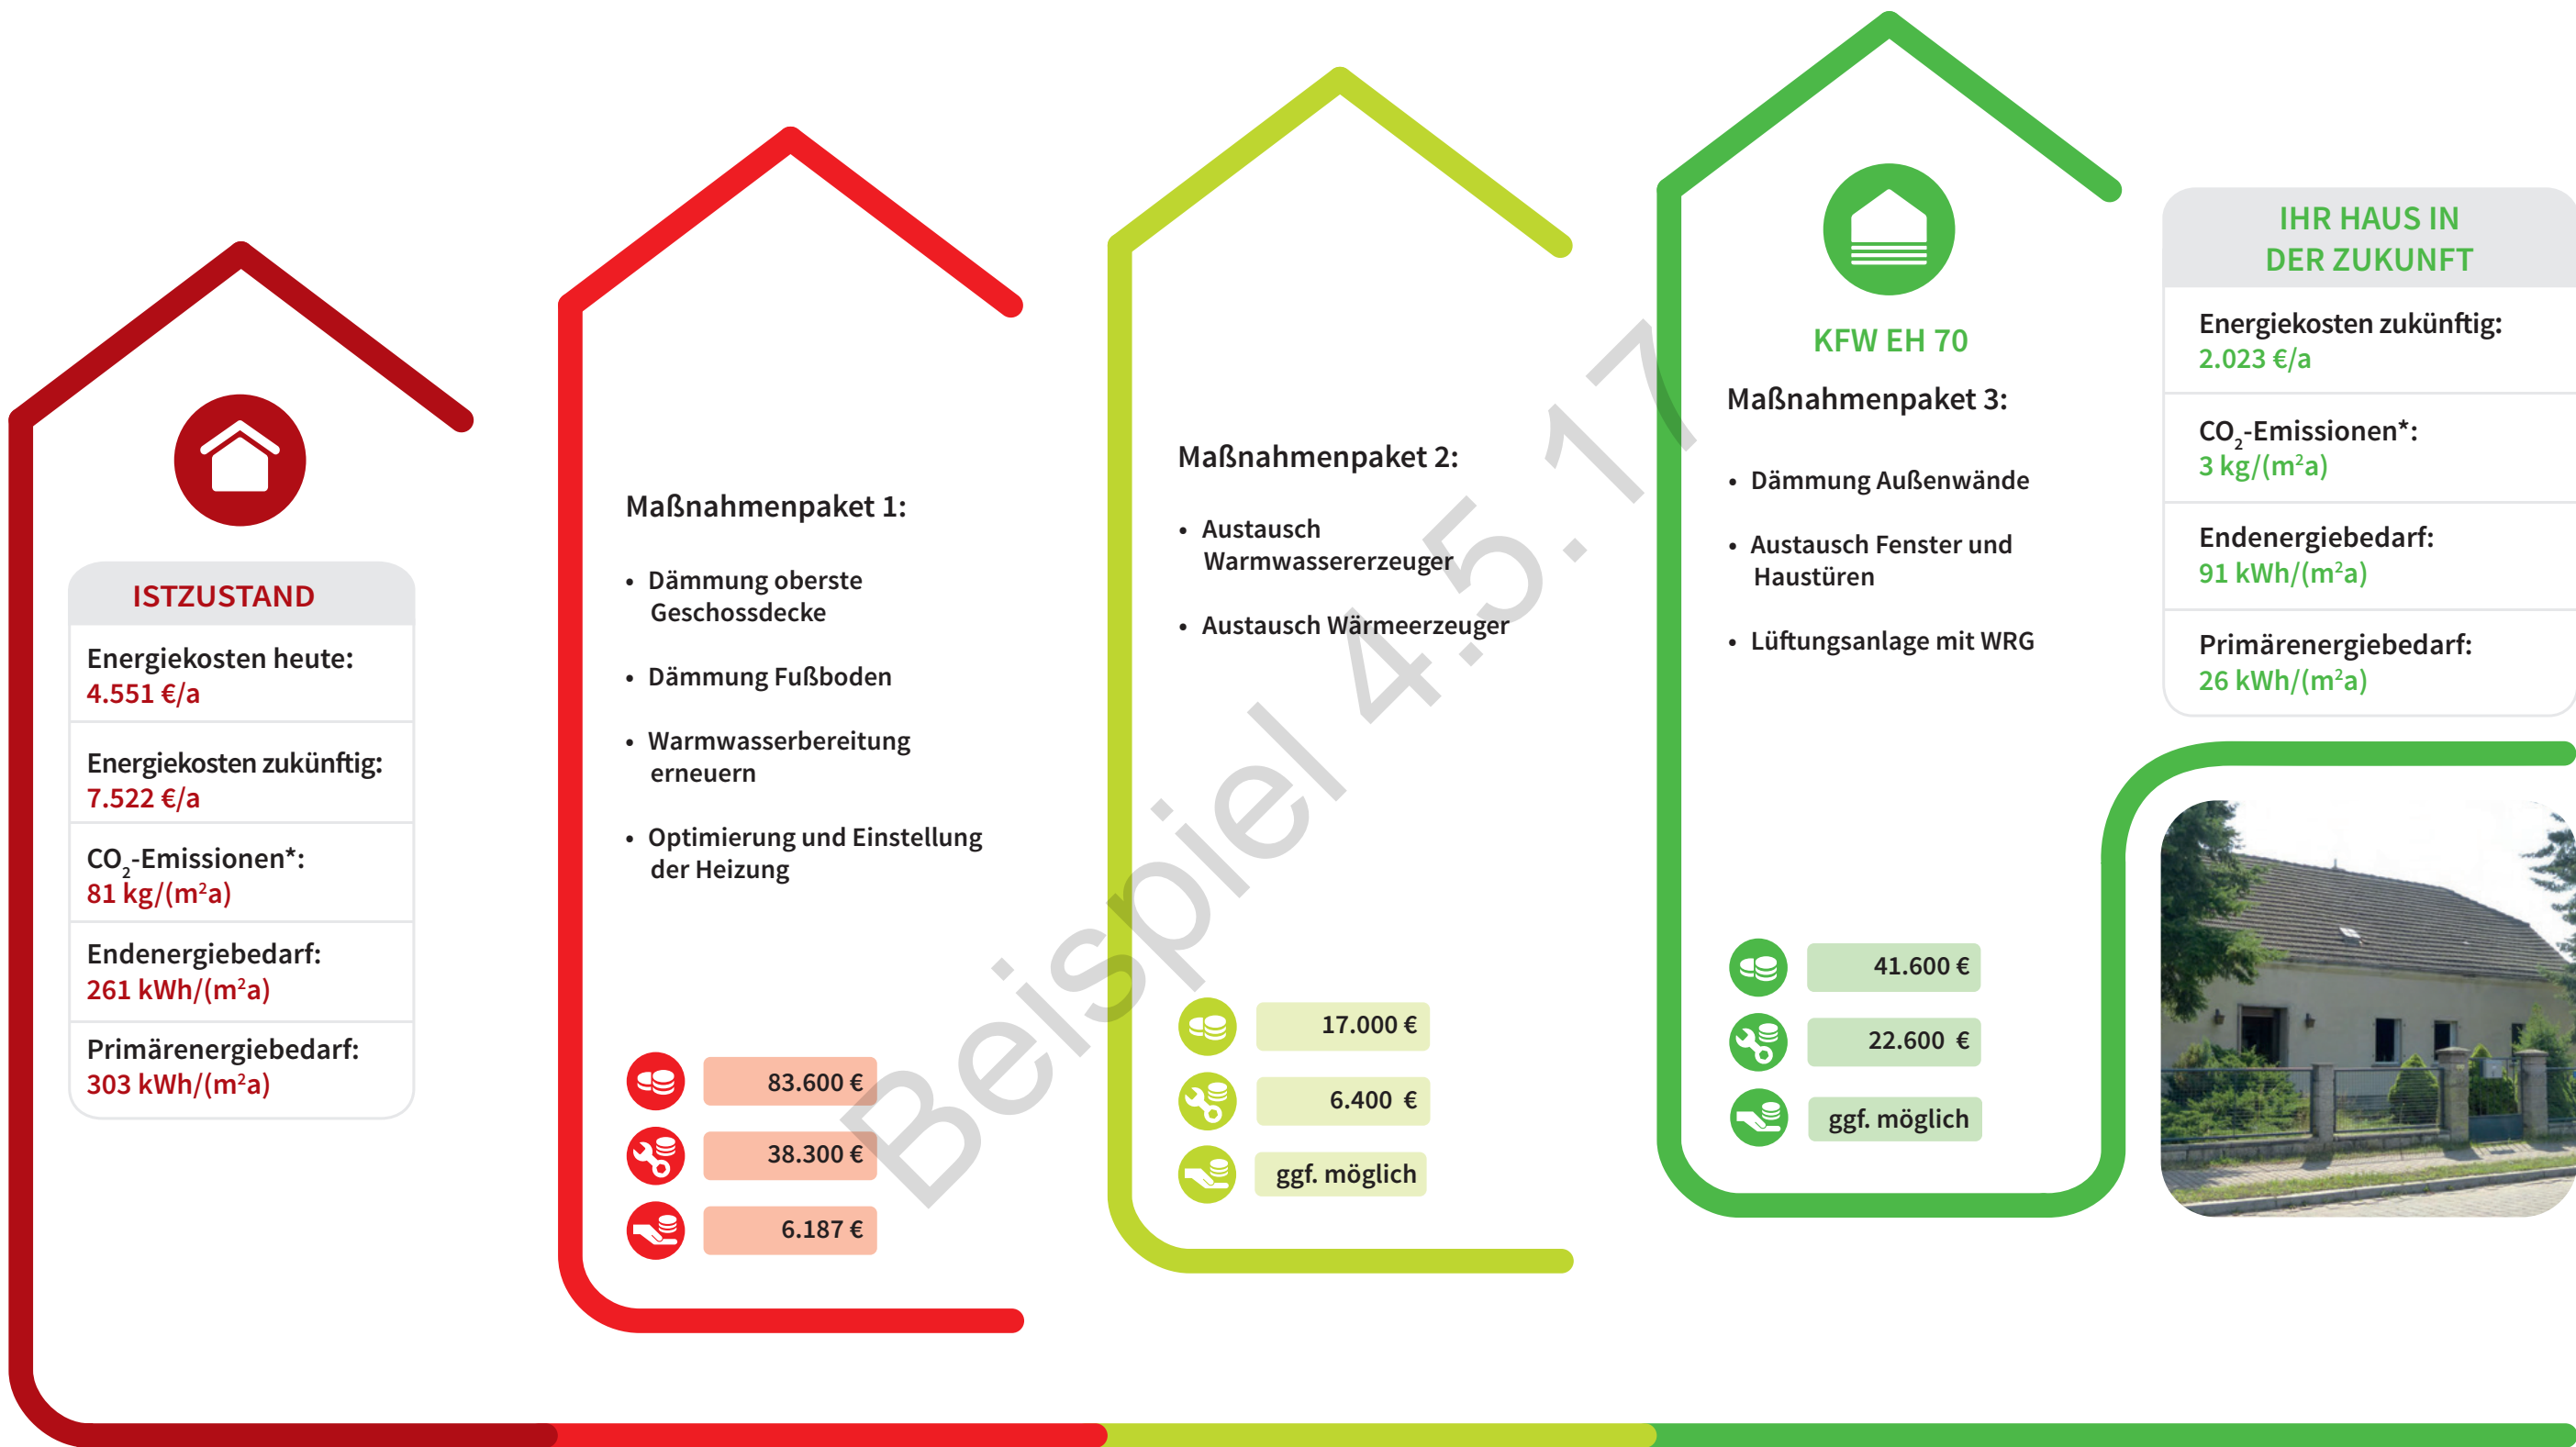 ISTZUSTAND
Energiekosten heute:
4.551 €/a
Energiekosten zukünftig:
7.522 €/a
CO₂-Emissionen*:
81 kg/(m²a)
Endenergiebedarf:
261 kWh/(m²a)
Primärenergiebedarf:
303 kWh/(m²a)
Maßnahmenpaket 1:
• Dämmung oberste
Geschossdecke
• Dämmung Fußboden
• Warmwasserbereitung
erneuern
• Optimierung und Einstellung
der Heizung
83.600 €
38.300 €
6.187 €
Maßnahmenpaket 2:
• Austausch
Warmwassererzeuger
• Austausch Wärmeerzeuger
17.000 €
6.400 €
ggf. möglich
KFW EH 70
Maßnahmenpaket 3:
• Dämmung Außenwände
• Austausch Fenster und
Haustüren
• Lüftungsanlage mit WRG
41.600 €
22.600 €
ggf. möglich
IHR HAUS IN
DER ZUKUNFT
Energiekosten zukünftig:
2.023 €/a
CO₂-Emissionen*:
3 kg/(m²a)
Endenergiebedarf:
91 kWh/(m²a)
Primärenergiebedarf:
26 kWh/(m²a)
Beispiel 4.5.17